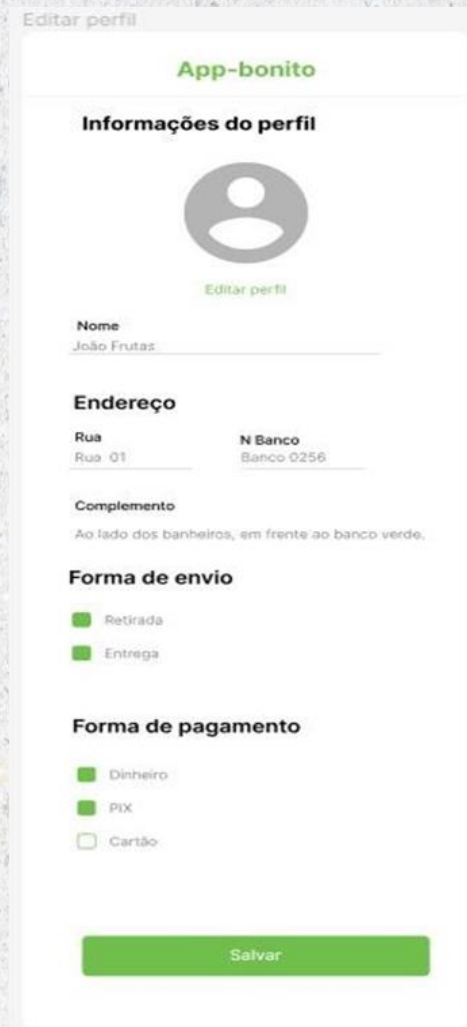 Editar perfil
App-bonito
Informações do perfil
Editar perfil
Nome
João Frutas
Endereço
Rua
N Banco
Rua 01
Banco 0256
Complemento
Ao lado dos banheiros, em frente ao banco verde.
Forma de envio
Retirada
Entrega
Forma de pagamento
Dinheiro
PIX
Cartão
Salvar